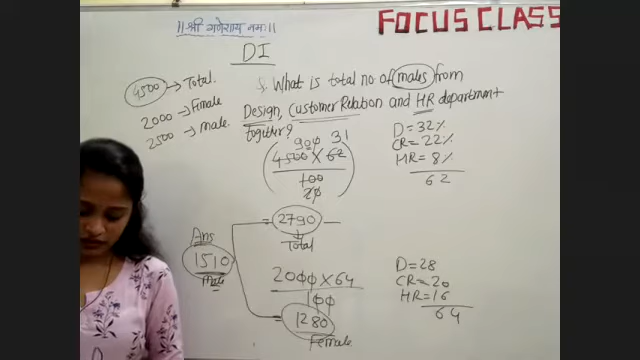 ॥ श्री गणेशाय नमः ॥
FOCUS CLASS
DI
4500 → Total.
2000 → Female
2500 → male.
What is total no of males from
Design, Customer Relation and HR department
together?
900 31
4500 X 62
100
20
D = 32%
CR = 22%
HR = 8%
62
2790
Total
Ans
1510
Male
2000 X 64
100
1280
Female
D = 28
CR = 20
HR = 16
64